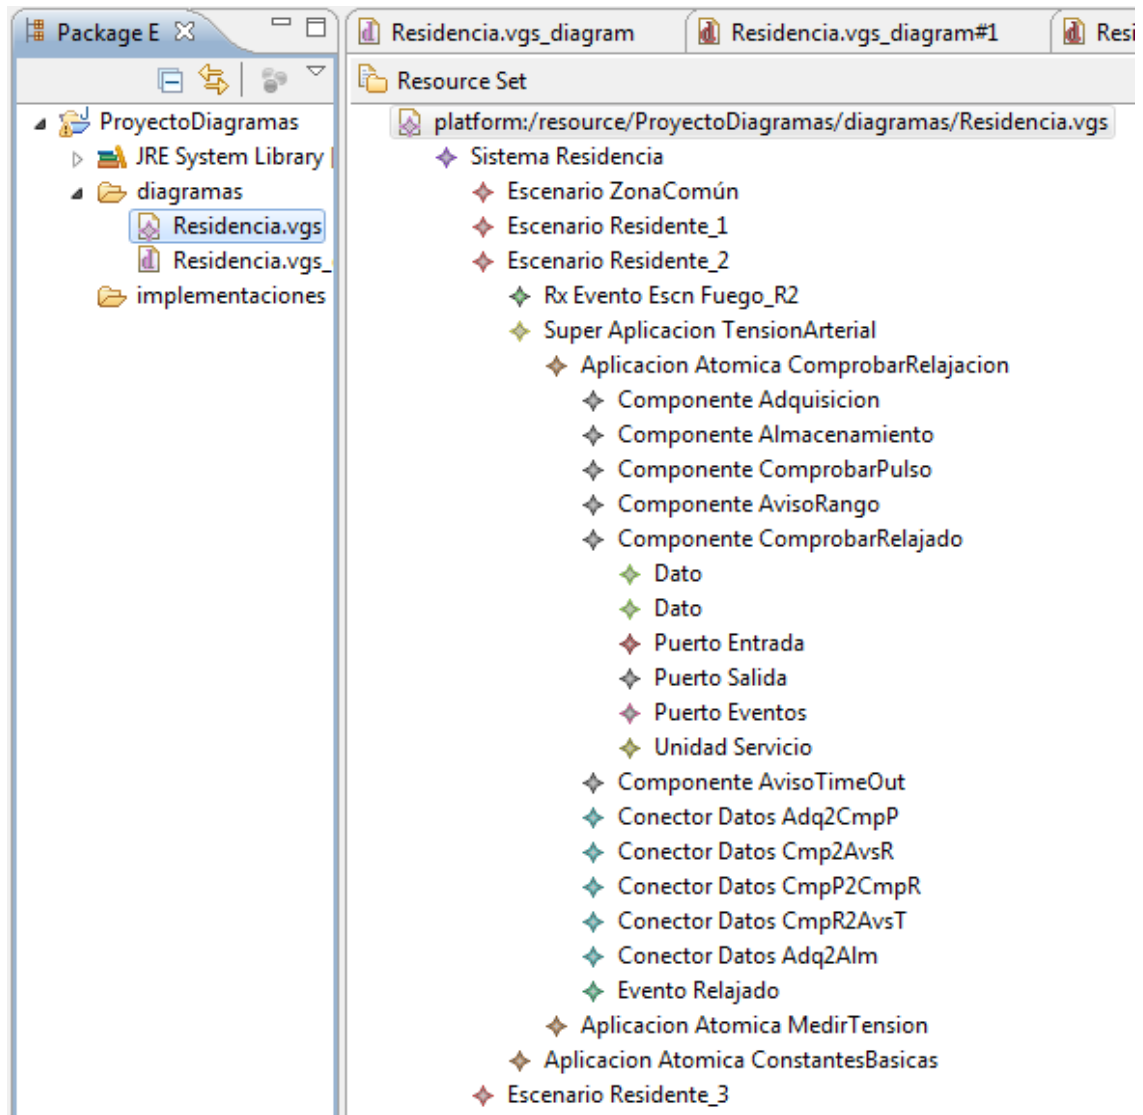 Package E
ProyectoDiagramas
JRE System Library
diagramas
Residencia.vgs
Residencia.vgs_
implementaciones
Residencia.vgs_diagram
Residencia.vgs_diagram#1
Resi
Resource Set
platform:/resource/ProyectoDiagramas/diagramas/Residencia.vgs
Sistema Residencia
Escenario ZonaComún
Escenario Residente_1
Escenario Residente_2
Rx Evento Escn Fuego_R2
Super Aplicacion TensionArterial
Aplicacion Atomica ComprobarRelajacion
Componente Adquisicion
Componente Almacenamiento
Componente ComprobarPulso
Componente AvisoRango
Componente ComprobarRelajado
Dato
Dato
Puerto Entrada
Puerto Salida
Puerto Eventos
Unidad Servicio
Componente AvisoTimeOut
Conector Datos Adq2CmpP
Conector Datos Cmp2AvsR
Conector Datos CmpP2CmpR
Conector Datos CmpR2AvsT
Conector Datos Adq2Alm
Evento Relajado
Aplicacion Atomica MedirTension
Aplicacion Atomica ConstantesBasicas
Escenario Residente_3